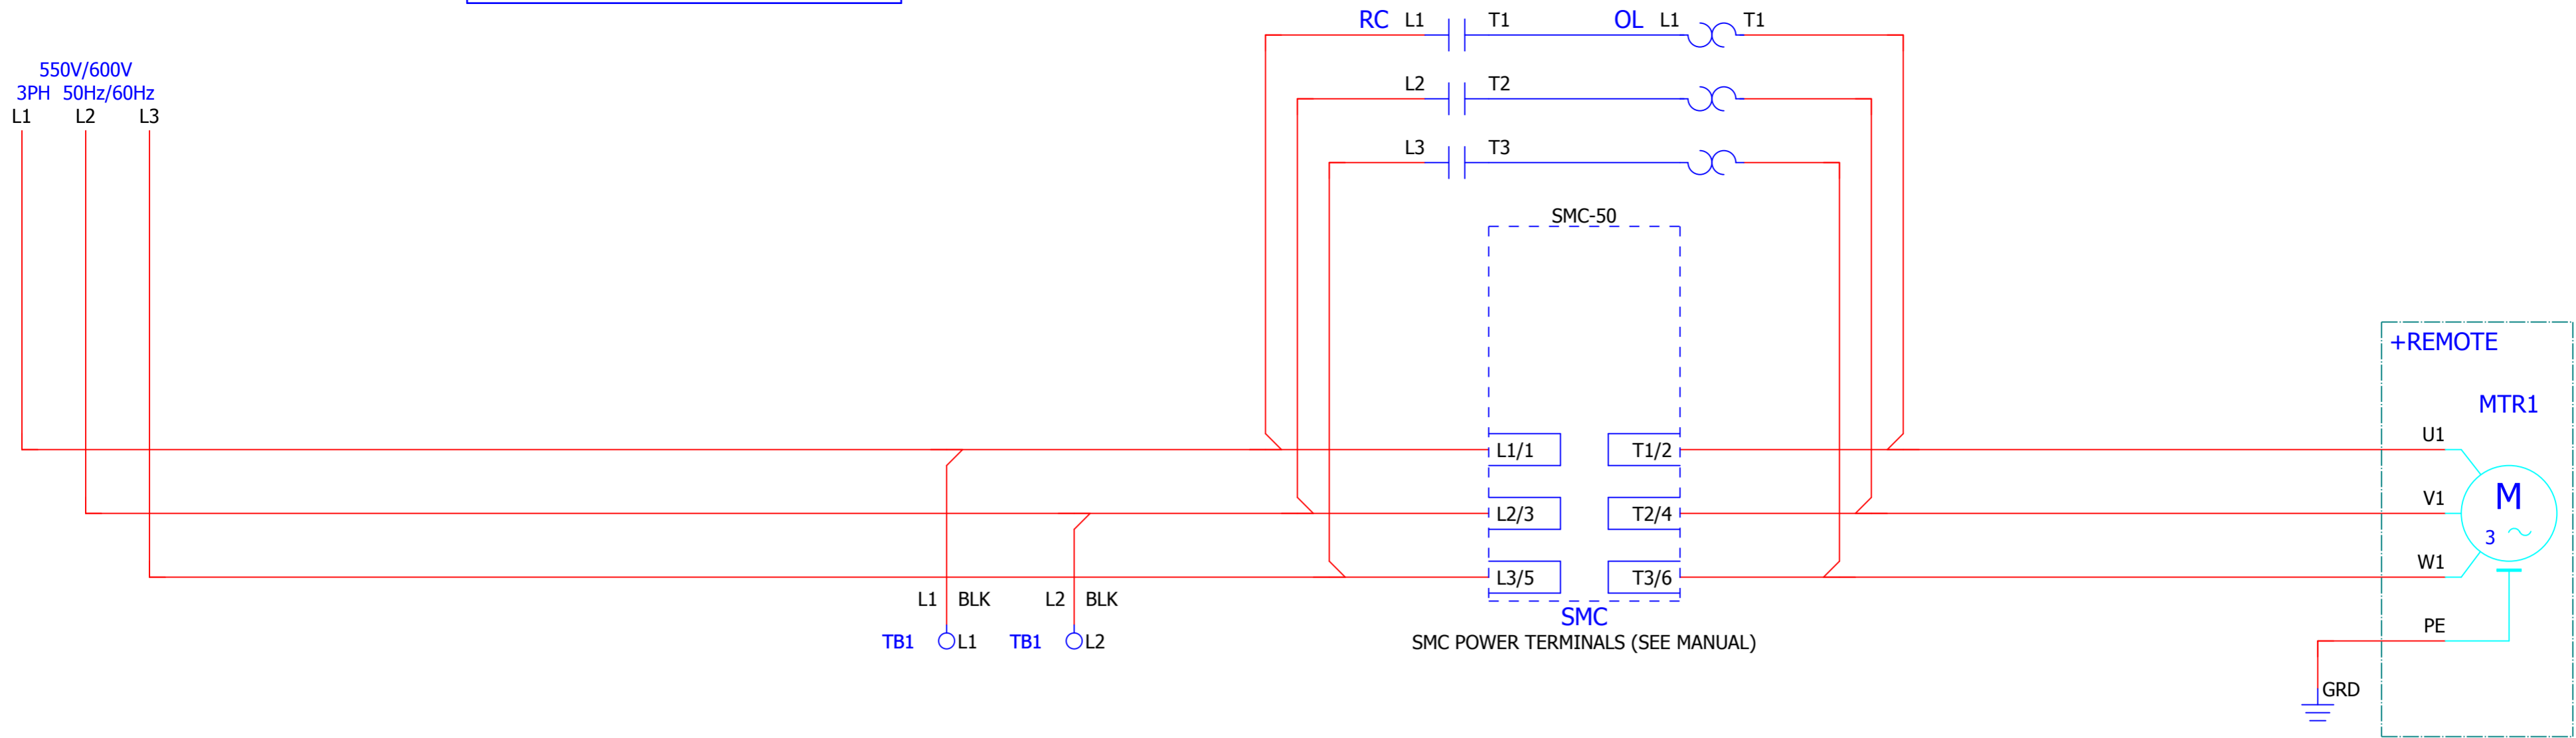 RC L1 T1 OL L1 T1
550V/600V
3PH 50Hz/60Hz
L1 L2 L3
L2 T2
L3 T3
SMC-50
+REMOTE
MTR1
U1
L1/1 T1/2
V1
M
3
L2/3 T2/4
W1
L3/5 T3/6
L1 BLK L2 BLK
SMC
PE
TB1 L1 TB1 L2
SMC POWER TERMINALS (SEE MANUAL)
GRD